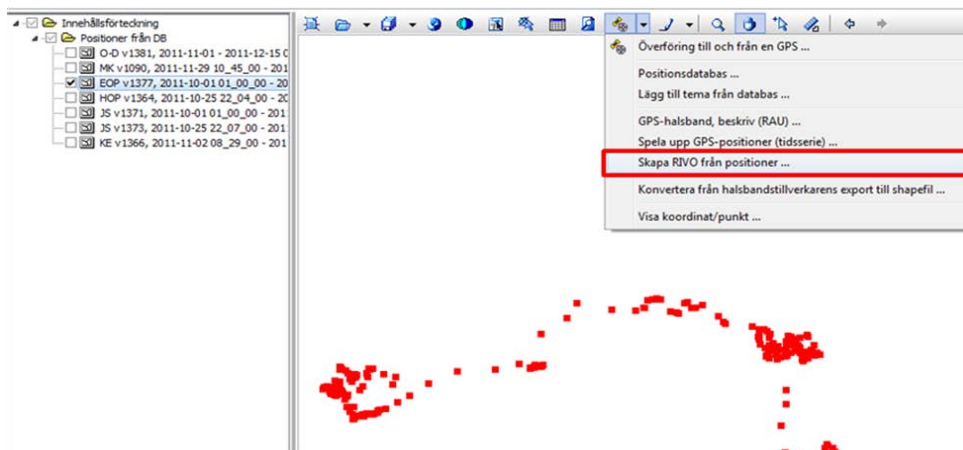 Innehållsförteckning
Positioner från DB
O-D v1381, 2011-11-01 - 2011-12-15 0
MK v1090, 2011-11-29 10_45_00 - 201
EOP v1377, 2011-10-01 01_00_00 - 20
HOP v1364, 2011-10-25 22_04_00 - 20
JS v1371, 2011-10-01 01_00_00 - 201
JS v1373, 2011-10-25 22_07_00 - 201
KE v1366, 2011-11-02 08_29_00 - 201
Överföring till och från en GPS ...
Positionsdatabas ...
Lägg till tema från databas ...
GPS-halsband, beskriv (RAU) ...
Spela upp GPS-positioner (tidsserie) ...
Skapa RIVO från positioner ...
Konvertera från halsbandstillverkarens export till shapefil ...
Visa koordinat/punkt ...